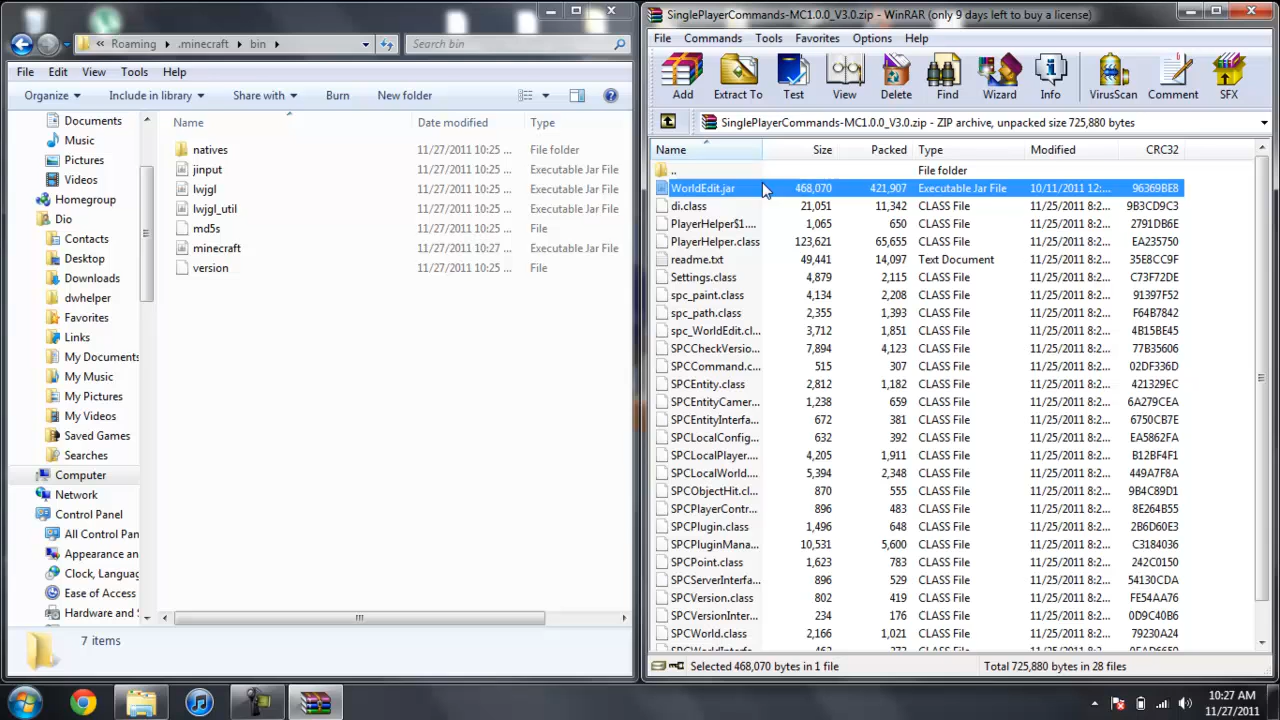 « Roaming ▸ .minecraft ▸ bin ▸
Search bin
File Edit View Tools Help
Organize Include in library Share with Burn New folder
Documents
Music
Pictures
Videos
Homegroup
Dio
Contacts
Desktop
Downloads
dwhelper
Favorites
Links
My Documents
My Music
My Pictures
My Videos
Saved Games
Searches
Computer
Network
Control Panel
All Control Pan
Appearance an
Clock, Languag
Ease of Access
Hardware and S
Name Date modified Type
natives 11/27/2011 10:25 ... File folder
jinput 11/27/2011 10:25 ... Executable Jar File
lwjgl 11/27/2011 10:25 ... Executable Jar File
lwjgl_util 11/27/2011 10:25 ... Executable Jar File
md5s 11/27/2011 10:25 ... File
minecraft 11/27/2011 10:27 ... Executable Jar File
version 11/27/2011 10:25 ... File
7 items
SinglePlayerCommands-MC1.0.0_V3.0.zip - WinRAR (only 9 days left to buy a license)
File Commands Tools Favorites Options Help
Add Extract To Test View Delete Find Wizard Info VirusScan Comment SFX
SinglePlayerCommands-MC1.0.0_V3.0.zip - ZIP archive, unpacked size 725,880 bytes
Name Size Packed Type Modified CRC32
.. File folder
WorldEdit.jar 468,070 421,907 Executable Jar File 10/11/2011 12:... 96369BE8
di.class 21,051 11,342 CLASS File 11/25/2011 8:2... 9B3CD9C3
PlayerHelper$1.... 1,065 650 CLASS File 11/25/2011 8:2... 2791DB6E
PlayerHelper.class 123,621 65,655 CLASS File 11/25/2011 8:2... EA235750
readme.txt 49,441 14,097 Text Document 11/25/2011 8:2... 35E8CC9F
Settings.class 4,879 2,115 CLASS File 11/25/2011 8:2... C73F72DE
spc_paint.class 4,134 2,208 CLASS File 11/25/2011 8:2... 91397F52
spc_path.class 2,355 1,393 CLASS File 11/25/2011 8:2... F64B7842
spc_WorldEdit.cl... 3,712 1,851 CLASS File 11/25/2011 8:2... 4B15BE45
SPCCheckVersio... 7,894 4,123 CLASS File 11/25/2011 8:2... 77B35606
SPCCommand.c... 515 307 CLASS File 11/25/2011 8:2... 02DF336D
SPCEntity.class 2,812 1,182 CLASS File 11/25/2011 8:2... 421329EC
SPCEntityCamer... 1,238 659 CLASS File 11/25/2011 8:2... 6A279CEA
SPCEntityInterfa... 672 381 CLASS File 11/25/2011 8:2... 6750CB7E
SPCLocalConfig... 632 392 CLASS File 11/25/2011 8:2... EA5862FA
SPCLocalPlayer.... 4,205 1,911 CLASS File 11/25/2011 8:2... B12BF4F1
SPCLocalWorld.... 5,394 2,348 CLASS File 11/25/2011 8:2... 449A7F8A
SPCObjectHit.cl... 870 555 CLASS File 11/25/2011 8:2... 9B4C89D1
SPCPlayerContr... 896 483 CLASS File 11/25/2011 8:2... 8E264B55
SPCPlugin.class 1,496 648 CLASS File 11/25/2011 8:2... 2B6D60E3
SPCPluginMana... 10,531 5,600 CLASS File 11/25/2011 8:2... C3184036
SPCPoint.class 1,623 783 CLASS File 11/25/2011 8:2... 242C0150
SPCServerInterfa... 896 529 CLASS File 11/25/2011 8:2... 54130CDA
SPCVersion.class 802 419 CLASS File 11/25/2011 8:2... FE54AA76
SPCVersionInter... 234 176 CLASS File 11/25/2011 8:2... 0D9C40B6
SPCWorld.class 2,166 1,021 CLASS File 11/25/2011 8:2... 79230A24
Selected 468,070 bytes in 1 file
Total 725,880 bytes in 28 files
10:27 AM
11/27/2011